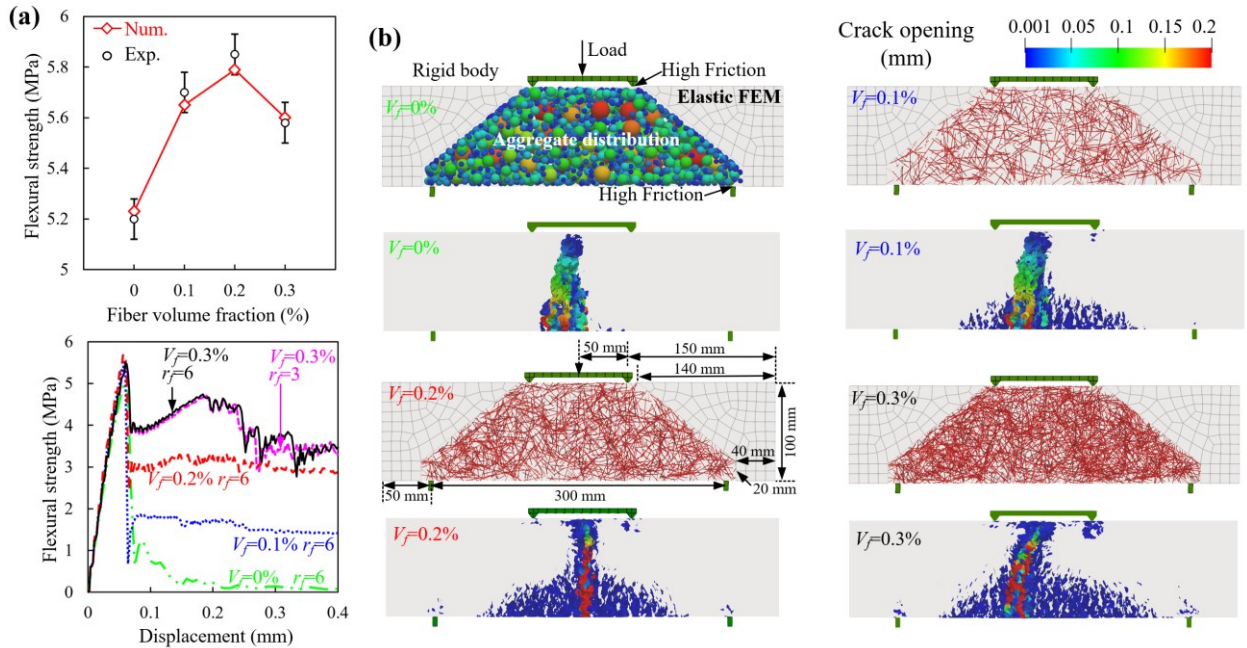 (a)
6
5.8
5.6
5.4
5.2
5
Flexural strength (MPa)
Num.
Exp.
0 0.1 0.2 0.3
Fiber volume fraction (%)
6
5
4
3
2
1
0
Flexural strength (MPa)
Vf=0.3%
rf=6
Vf=0.3%
rf=3
Vf=0.2% rf=6
Vf=0.1% rf=6
Vf=0% rf=6
0 0.1 0.2 0.3 0.4
Displacement (mm)
(b)
Load
Rigid body
High Friction
Vf=0%
Elastic FEM
Aggregate distribution
High Friction
Vf=0%
50 mm
150 mm
140 mm
Vf=0.2%
100 mm
40 mm
20 mm
50 mm
300 mm
Vf=0.2%
Crack opening
(mm)
0.001 0.05 0.1 0.15 0.2
Vf=0.1%
Vf=0.1%
Vf=0.3%
Vf=0.3%